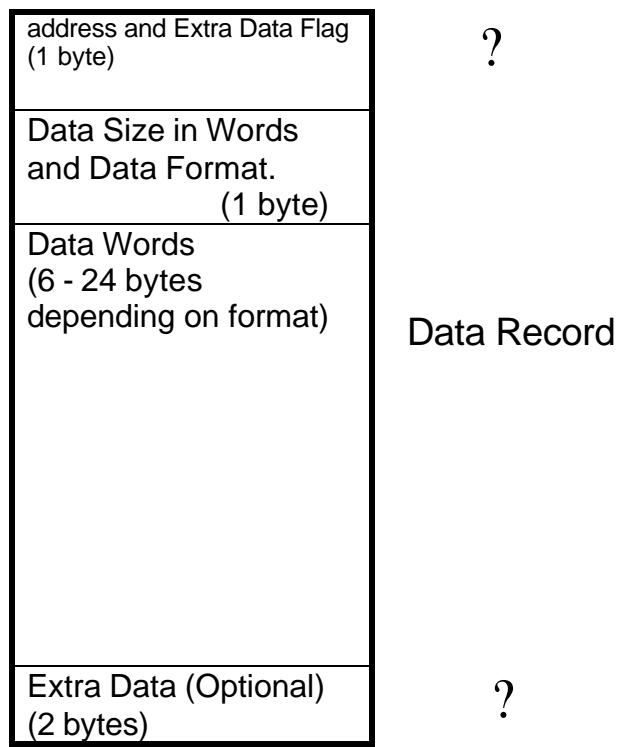 address and Extra Data Flag
(1 byte)
?
Data Size in Words
and Data Format.
(1 byte)
Data Words
(6 - 24 bytes
depending on format)
Data Record
Extra Data (Optional)
(2 bytes)
?